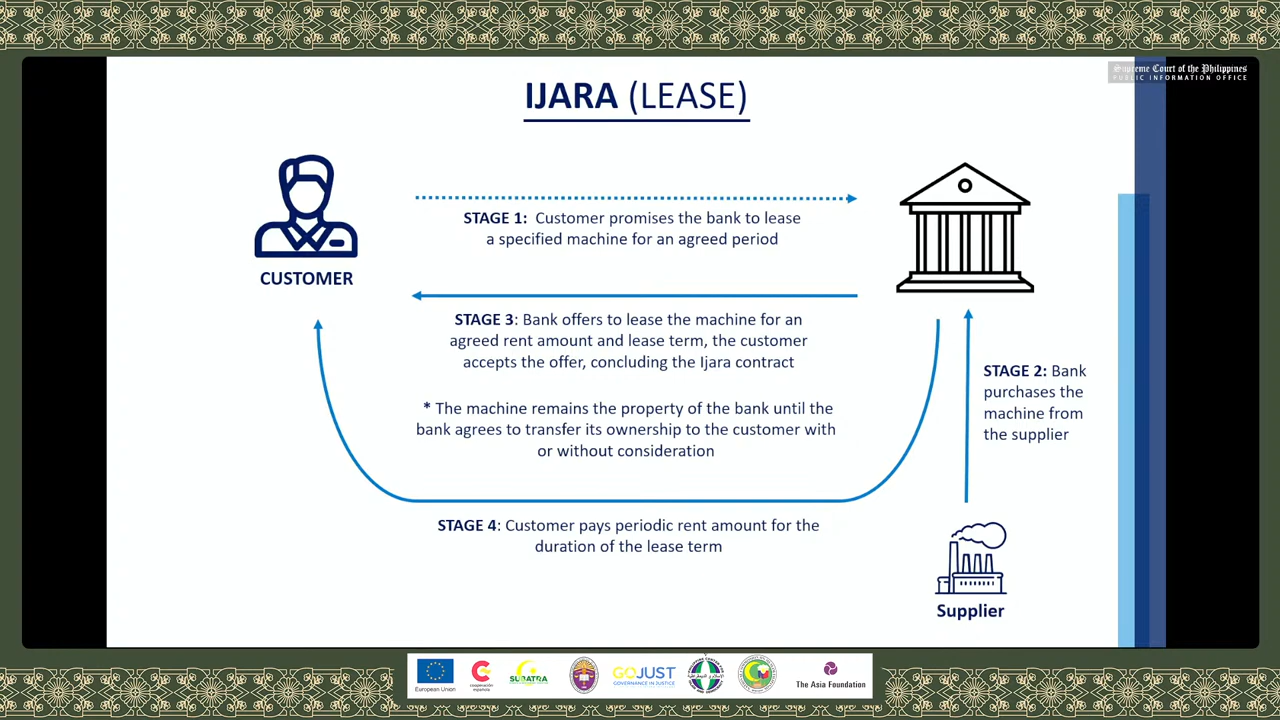 Supreme Court of the Philippines
PUBLIC INFORMATION OFFICE
IJARA (LEASE)
CUSTOMER
STAGE 1: Customer promises the bank to lease
a specified machine for an agreed period
STAGE 3: Bank offers to lease the machine for an
agreed rent amount and lease term, the customer
accepts the offer, concluding the Ijara contract
* The machine remains the property of the bank until the
bank agrees to transfer its ownership to the customer with
or without consideration
STAGE 2: Bank
purchases the
machine from
the supplier
STAGE 4: Customer pays periodic rent amount for the
duration of the lease term
Supplier
European Union
cooperación
española
SUBATRA
GOJUST
GOVERNANCE IN JUSTICE
The Asia Foundation